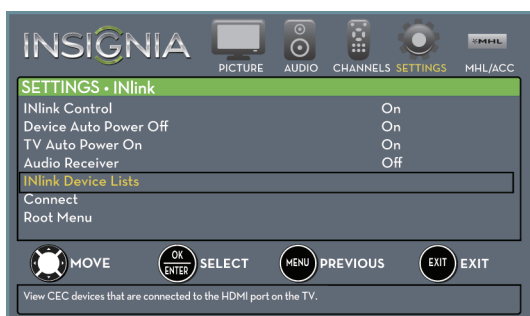 INSIGNIA
PICTURE AUDIO CHANNELS SETTINGS MHL MHL/ACC
SETTINGS • INlink
INlink Control On
Device Auto Power Off On
TV Auto Power On On
Audio Receiver Off
INlink Device Lists
Connect
Root Menu
MOVE OK ENTER SELECT MENU PREVIOUS EXIT EXIT
View CEC devices that are connected to the HDMI port on the TV.